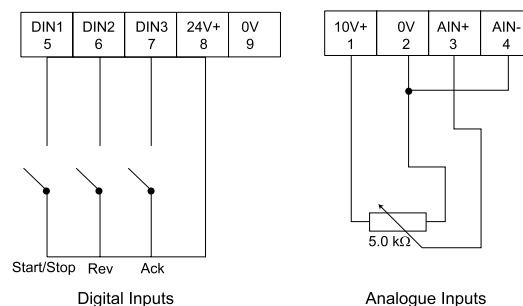 DIN1 DIN2 DIN3 24V+ 0V
5 6 7 8 9
10V+ 0V AIN+ AIN-
1 2 3 4
5.0 kΩ
Start/Stop Rev Ack
Digital Inputs
Analogue Inputs